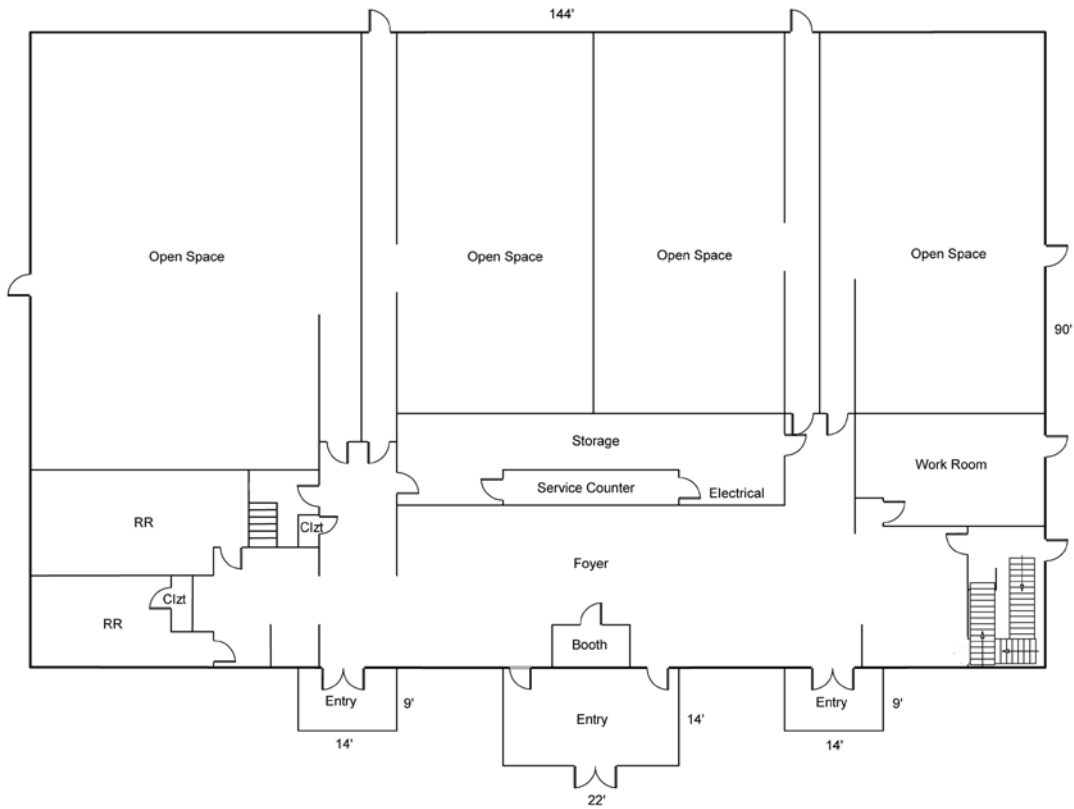 144'
Open Space
Open Space
Open Space
Open Space
90'
Storage
Service Counter
Electrical
Work Room
RR
Clzt
Foyer
Clzt
RR
Booth
Entry
9'
14'
Entry
14'
22'
Entry
9'
14'